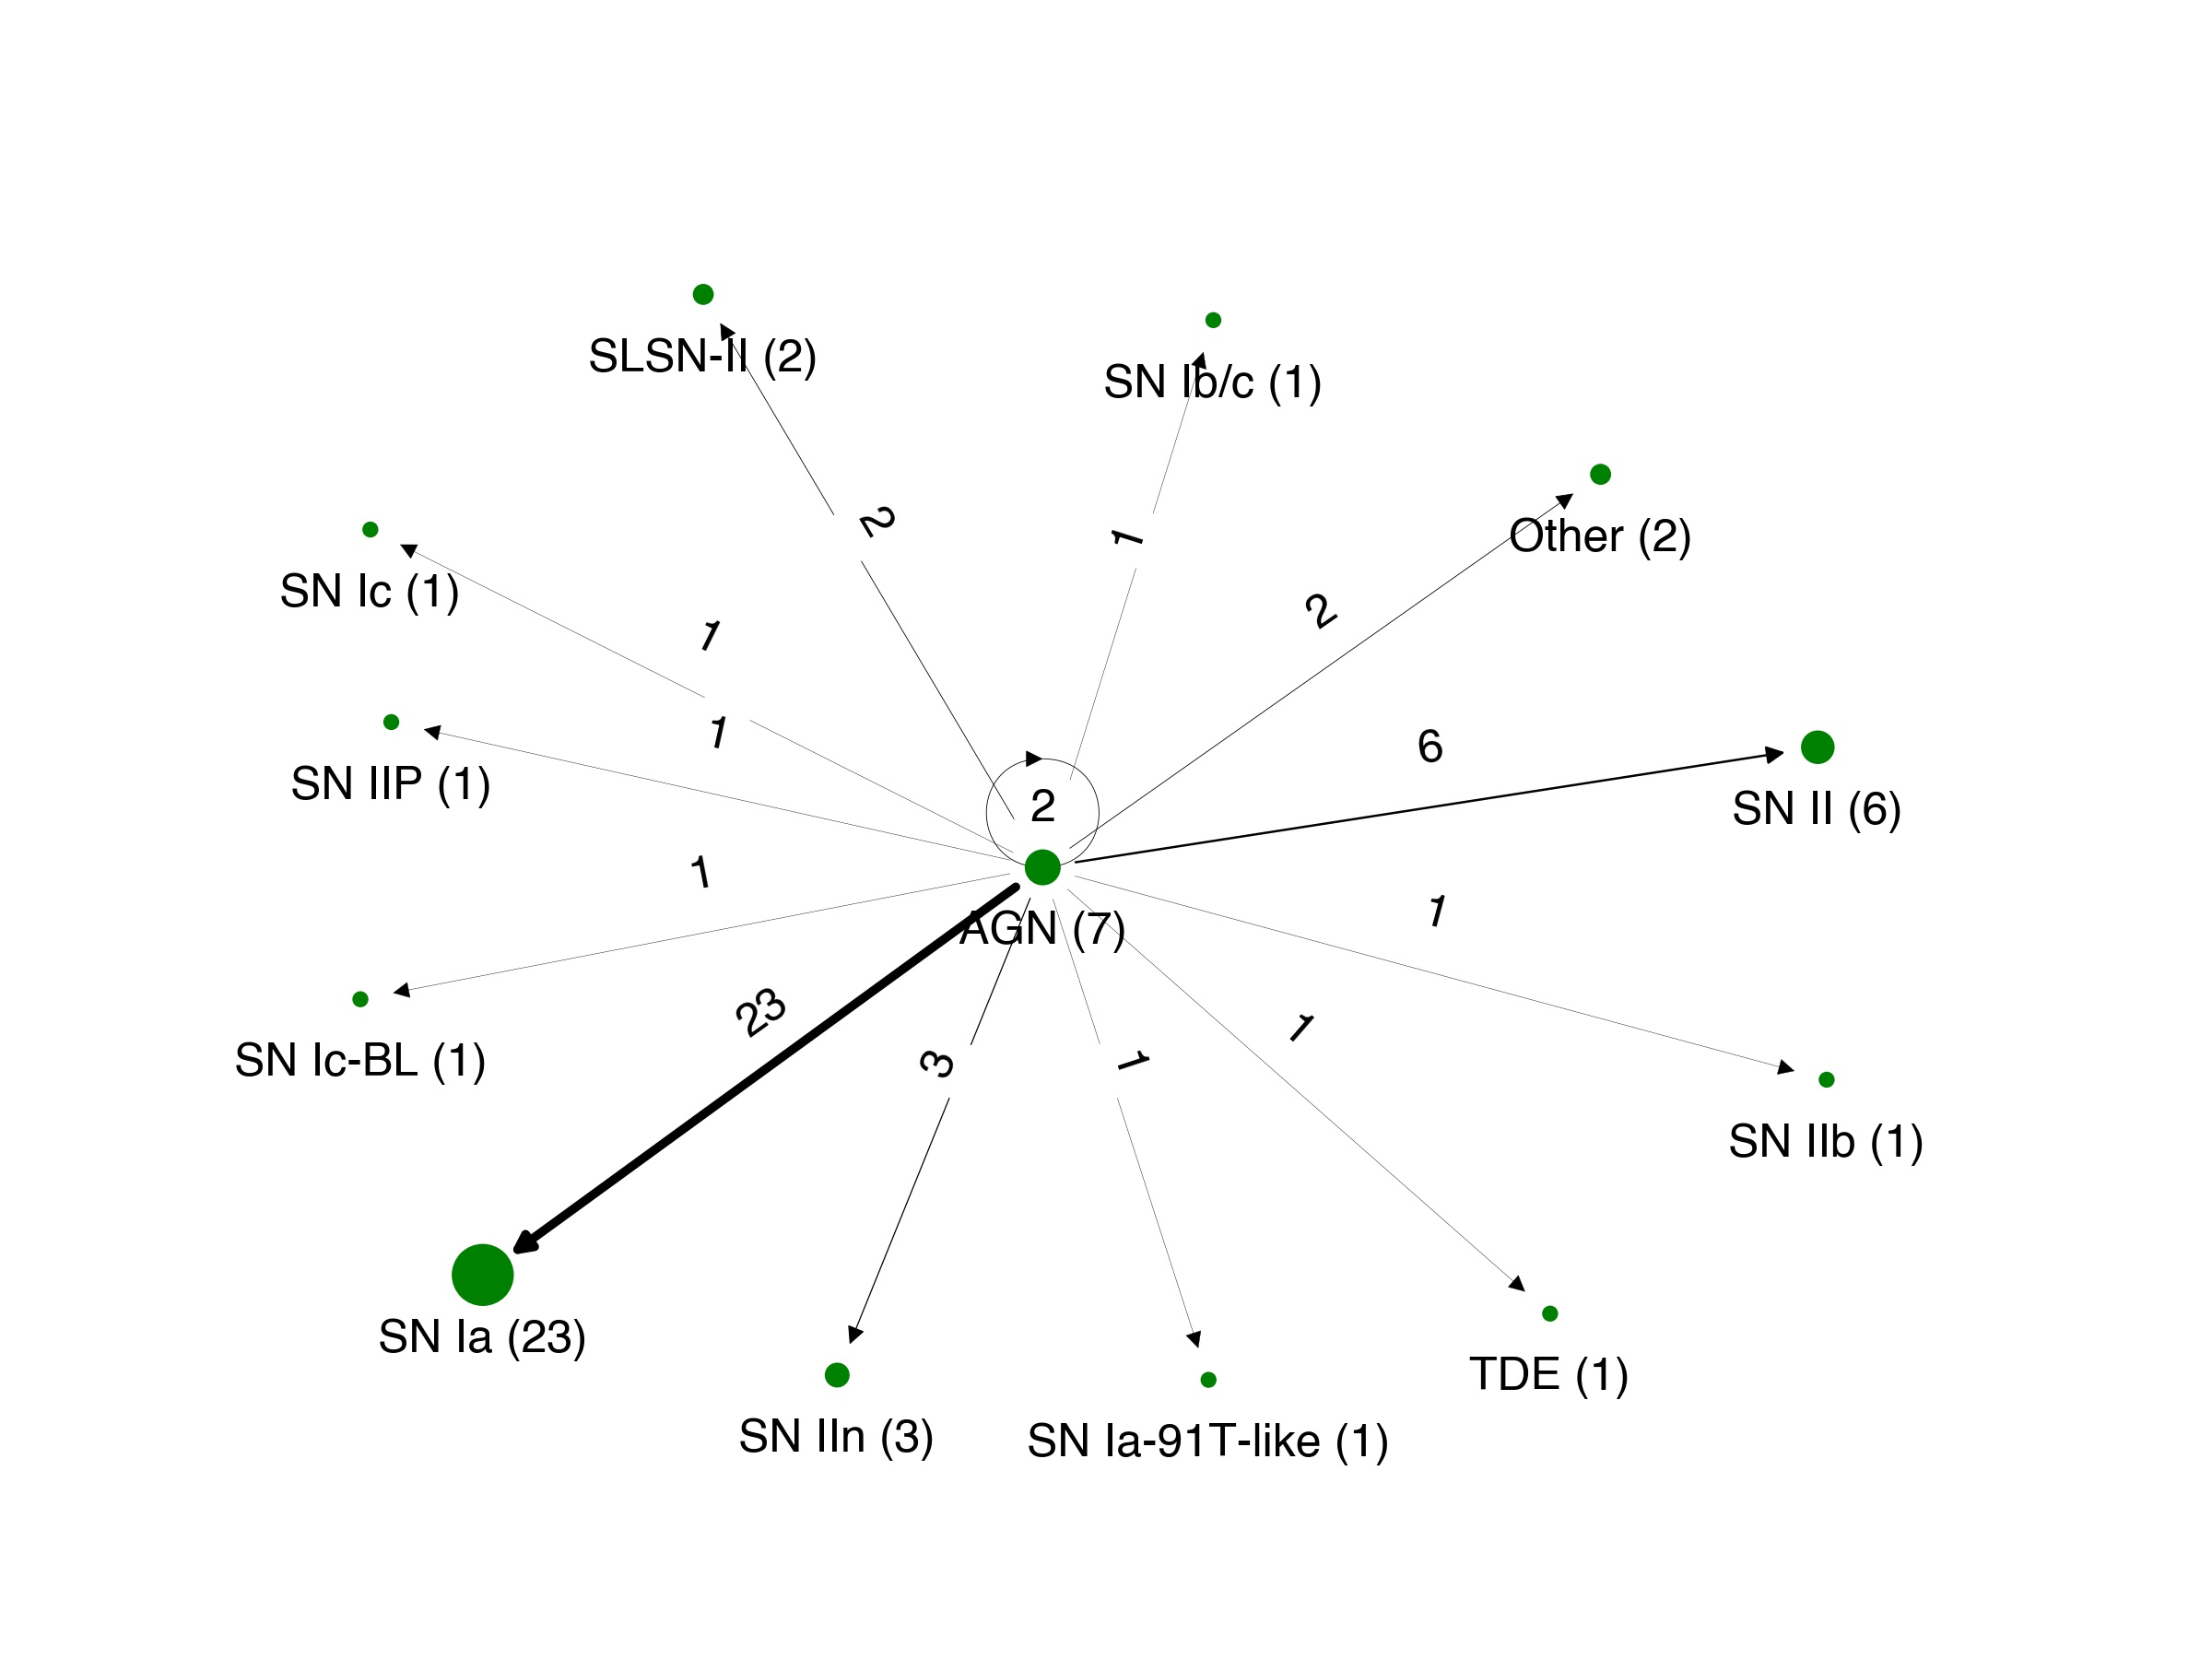 SLSN-II (2)
SN Ib/c (1)
Other (2)
2
1
SN Ic (1)
2
1
1
6
SN IIP (1)
2
SN II (6)
1
1
AGN (7)
23
1
SN Ic-BL (1)
3
1
SN IIb (1)
SN Ia (23)
TDE (1)
SN IIn (3)
SN Ia-91T-like (1)